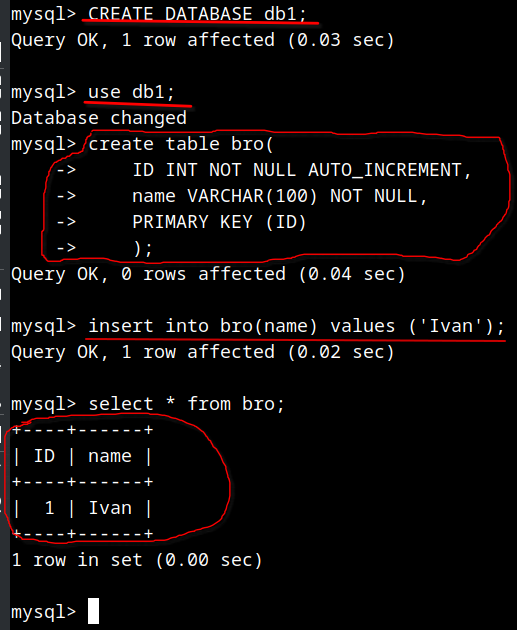 mysql> CREATE DATABASE db1;
Query OK, 1 row affected (0.03 sec)
mysql> use db1;
Database changed
mysql> create table bro(
    ->     ID INT NOT NULL AUTO_INCREMENT,
    ->     name VARCHAR(100) NOT NULL,
    ->     PRIMARY KEY (ID)
    ->     );
Query OK, 0 rows affected (0.04 sec)
mysql> insert into bro(name) values ('Ivan');
Query OK, 1 row affected (0.02 sec)
mysql> select * from bro;
+----+------+
| ID | name |
+----+------+
|  1 | Ivan |
+----+------+
1 row in set (0.00 sec)
mysql>